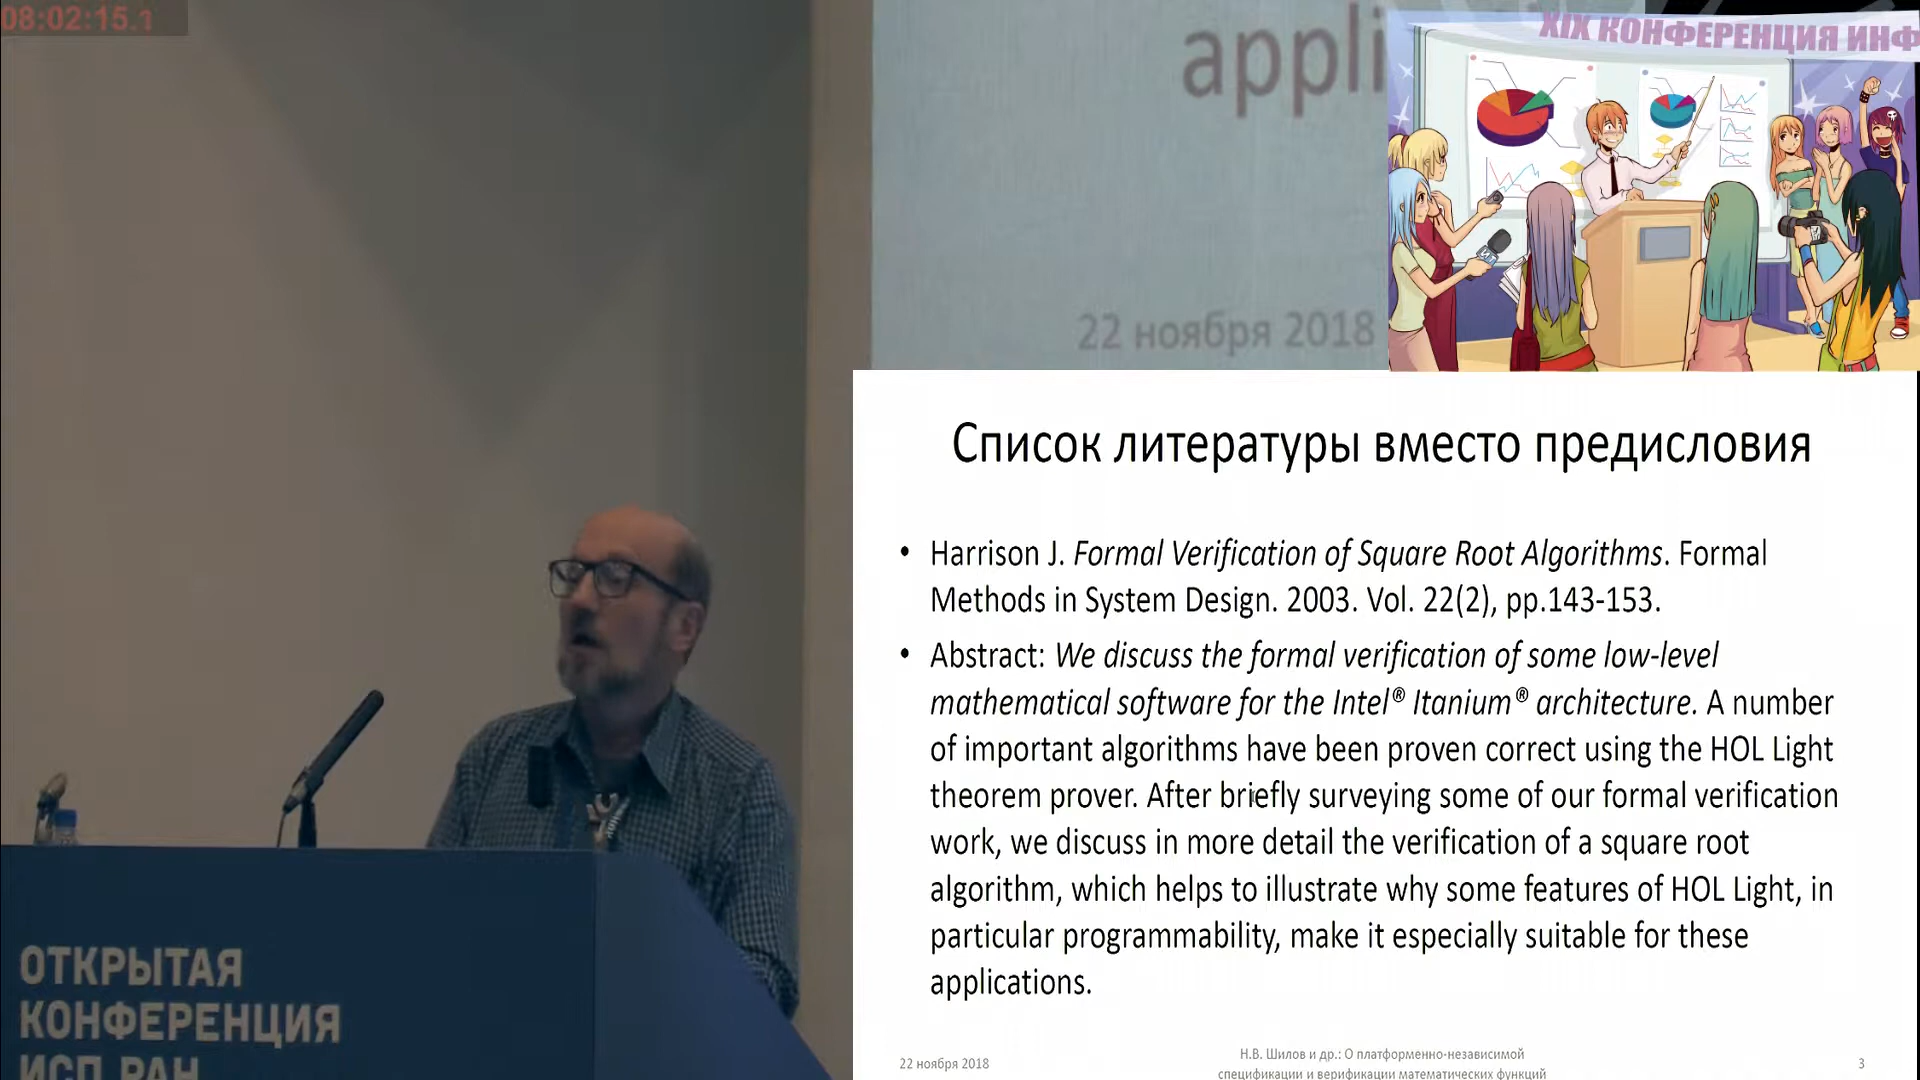 08:02:15.1
appli
22 ноября 2018
XIX КОНФЕРЕНЦИЯ ИНФ
Список литературы вместо предисловия
• Harrison J. Formal Verification of Square Root Algorithms. Formal
Methods in System Design. 2003. Vol. 22(2), pp.143-153.
• Abstract: We discuss the formal verification of some low-level
mathematical software for the Intel® Itanium® architecture. A number
of important algorithms have been proven correct using the HOL Light
theorem prover. After briefly surveying some of our formal verification
work, we discuss in more detail the verification of a square root
algorithm, which helps to illustrate why some features of HOL Light, in
particular programmability, make it especially suitable for these
applications.
22 ноября 2018
Н.В. Шилов и др.: О платформенно-независимой
спецификации и верификации математических функций
3
ОТКРЫТАЯ
КОНФЕРЕНЦИЯ
ИСП РАН